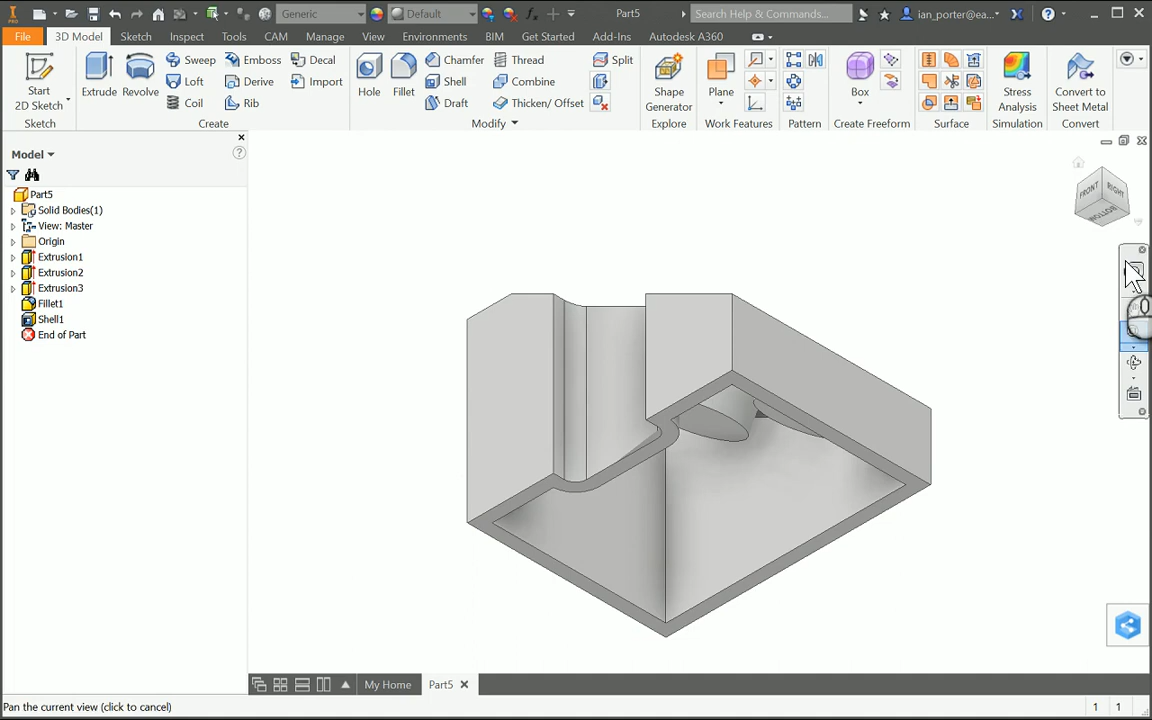 PRO
Generic
Default
Part5
Search Help & Commands...
ian_porter@ea...
File
3D Model
Sketch
Inspect
Tools
CAM
Manage
View
Environments
BIM
Get Started
Add-Ins
Autodesk A360
Start
2D Sketch
Sketch
Extrude
Revolve
Sweep
Loft
Coil
Emboss
Derive
Rib
Decal
Import
Create
Hole
Fillet
Chamfer
Shell
Draft
Thread
Combine
Thicken/ Offset
Split
Modify
Shape
Generator
Explore
Plane
Work Features
Pattern
Box
Create Freeform
Surface
Stress
Analysis
Simulation
Convert to
Sheet Metal
Convert
Model
Part5
Solid Bodies(1)
View: Master
Origin
Extrusion1
Extrusion2
Extrusion3
Fillet1
Shell1
End of Part
FRONT
RIGHT
BOTTOM
My Home
Part5
Pan the current view (click to cancel)
1 1